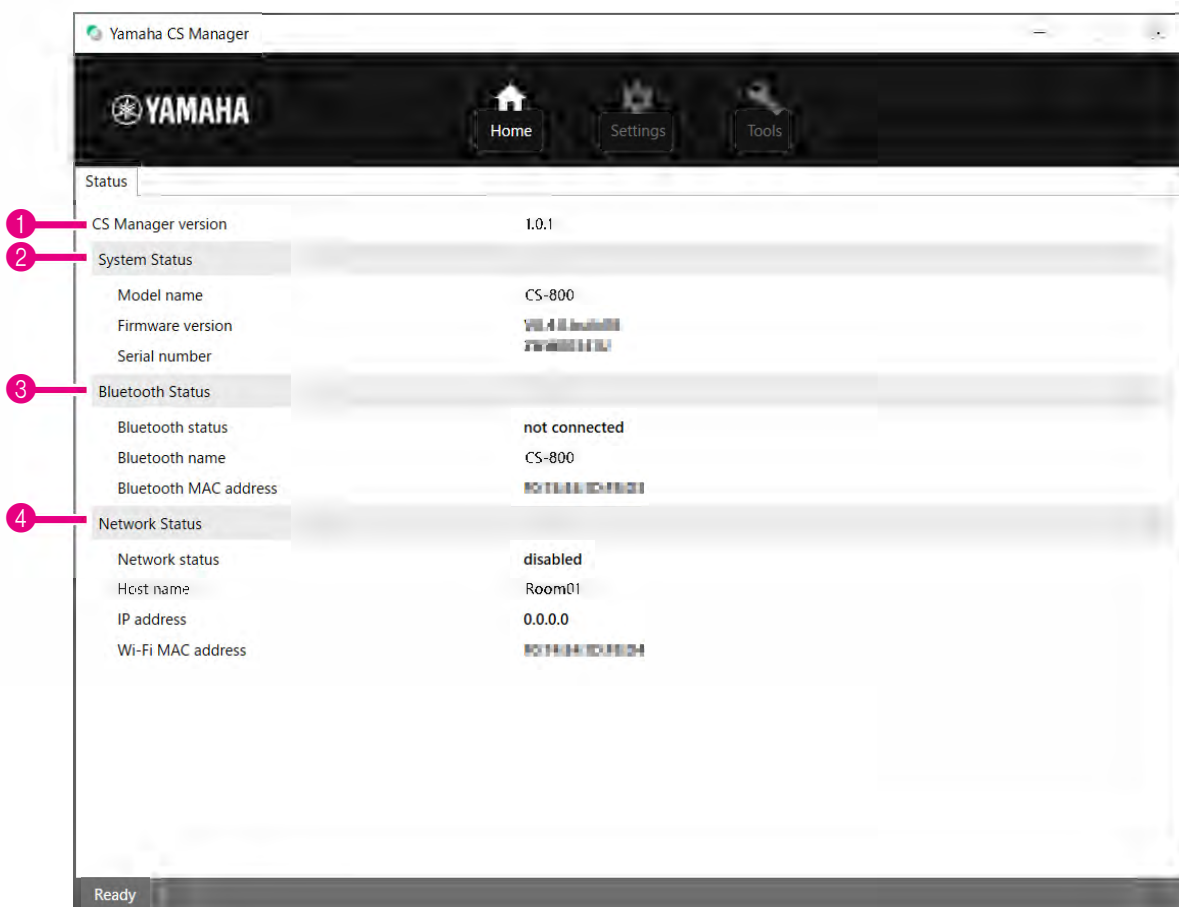 Yamaha CS Manager
YAMAHA
Home Settings Tools
Status
1 CS Manager version 1.0.1
2 System Status
Model name CS-800
Firmware version
Serial number
3 Bluetooth Status
Bluetooth status not connected
Bluetooth name CS-800
Bluetooth MAC address
4 Network Status
Network status disabled
Host name Room01
IP address 0.0.0.0
Wi-Fi MAC address
Ready